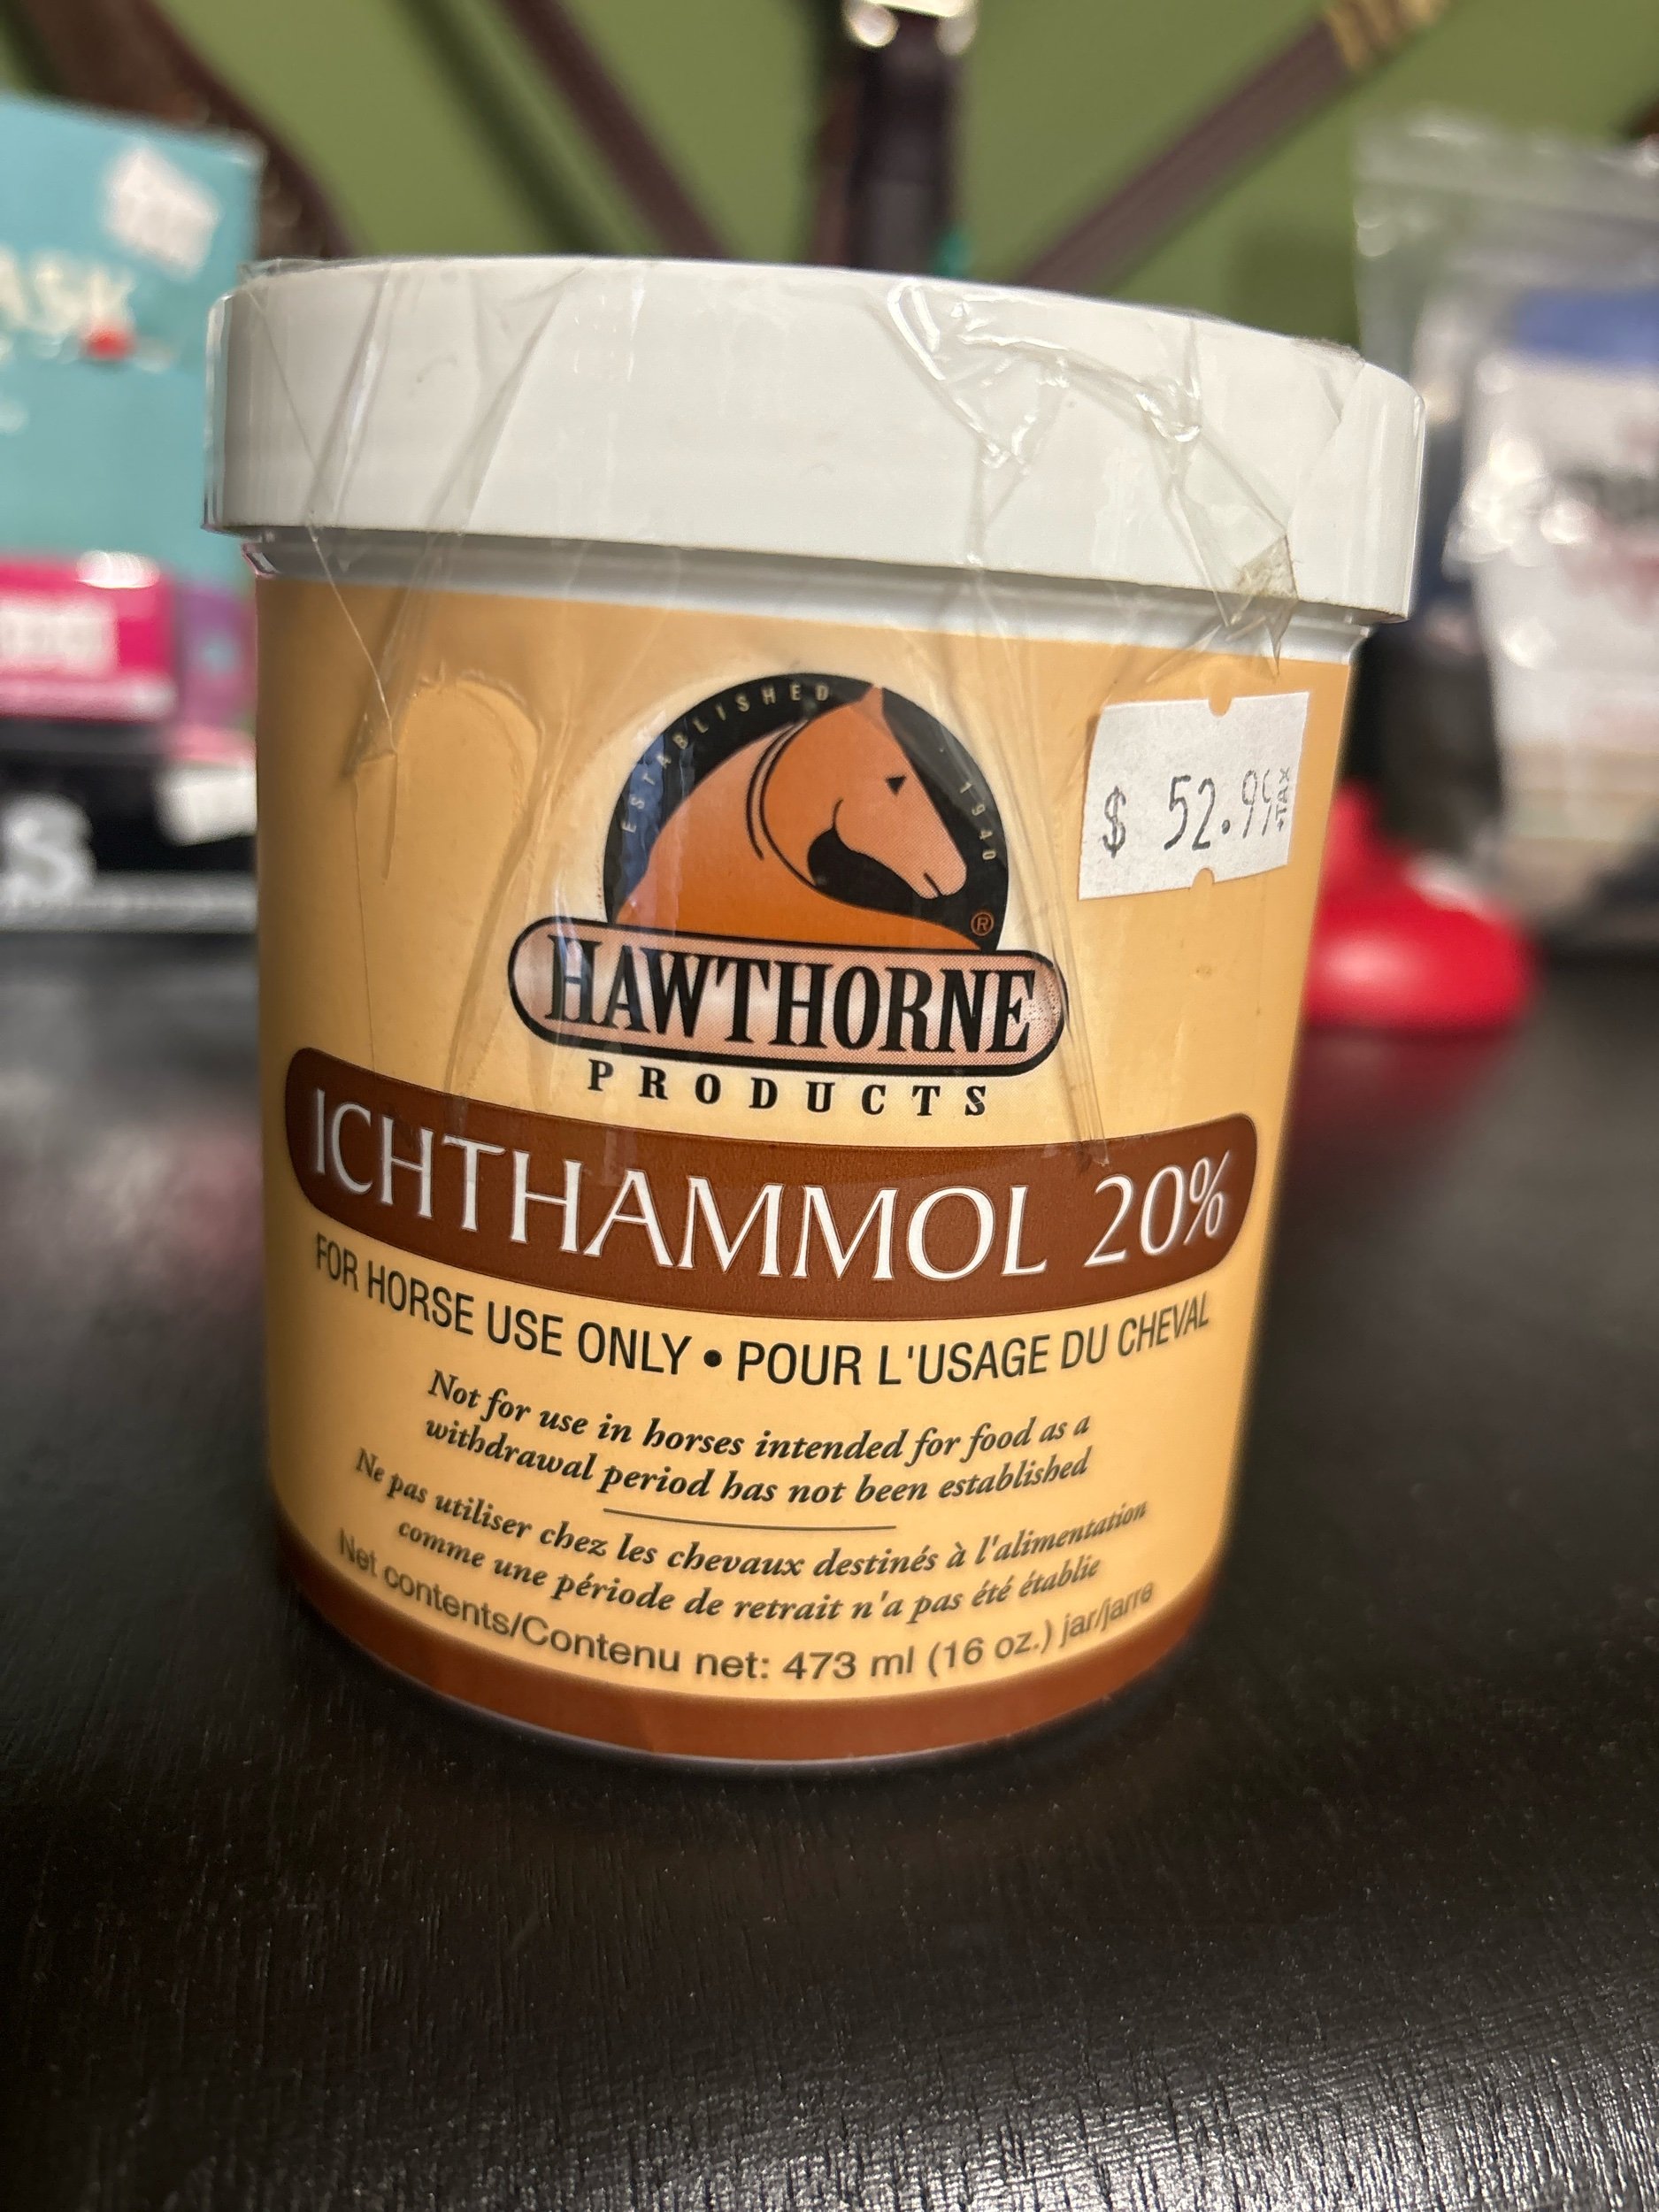 ASK
S
ESTABLISHED 1940
$ 52.99
+TAX
®
HAWTHORNE
PRODUCTS
ICHTHAMMOL 20%
FOR HORSE USE ONLY • POUR L'USAGE DU CHEVAL
Not for use in horses intended for food as a
withdrawal period has not been established
Ne pas utiliser chez les chevaux destinés à l'alimentation
comme une période de retrait n'a pas été établie
Net contents/Contenu net: 473 ml (16 oz.) jar/jarre